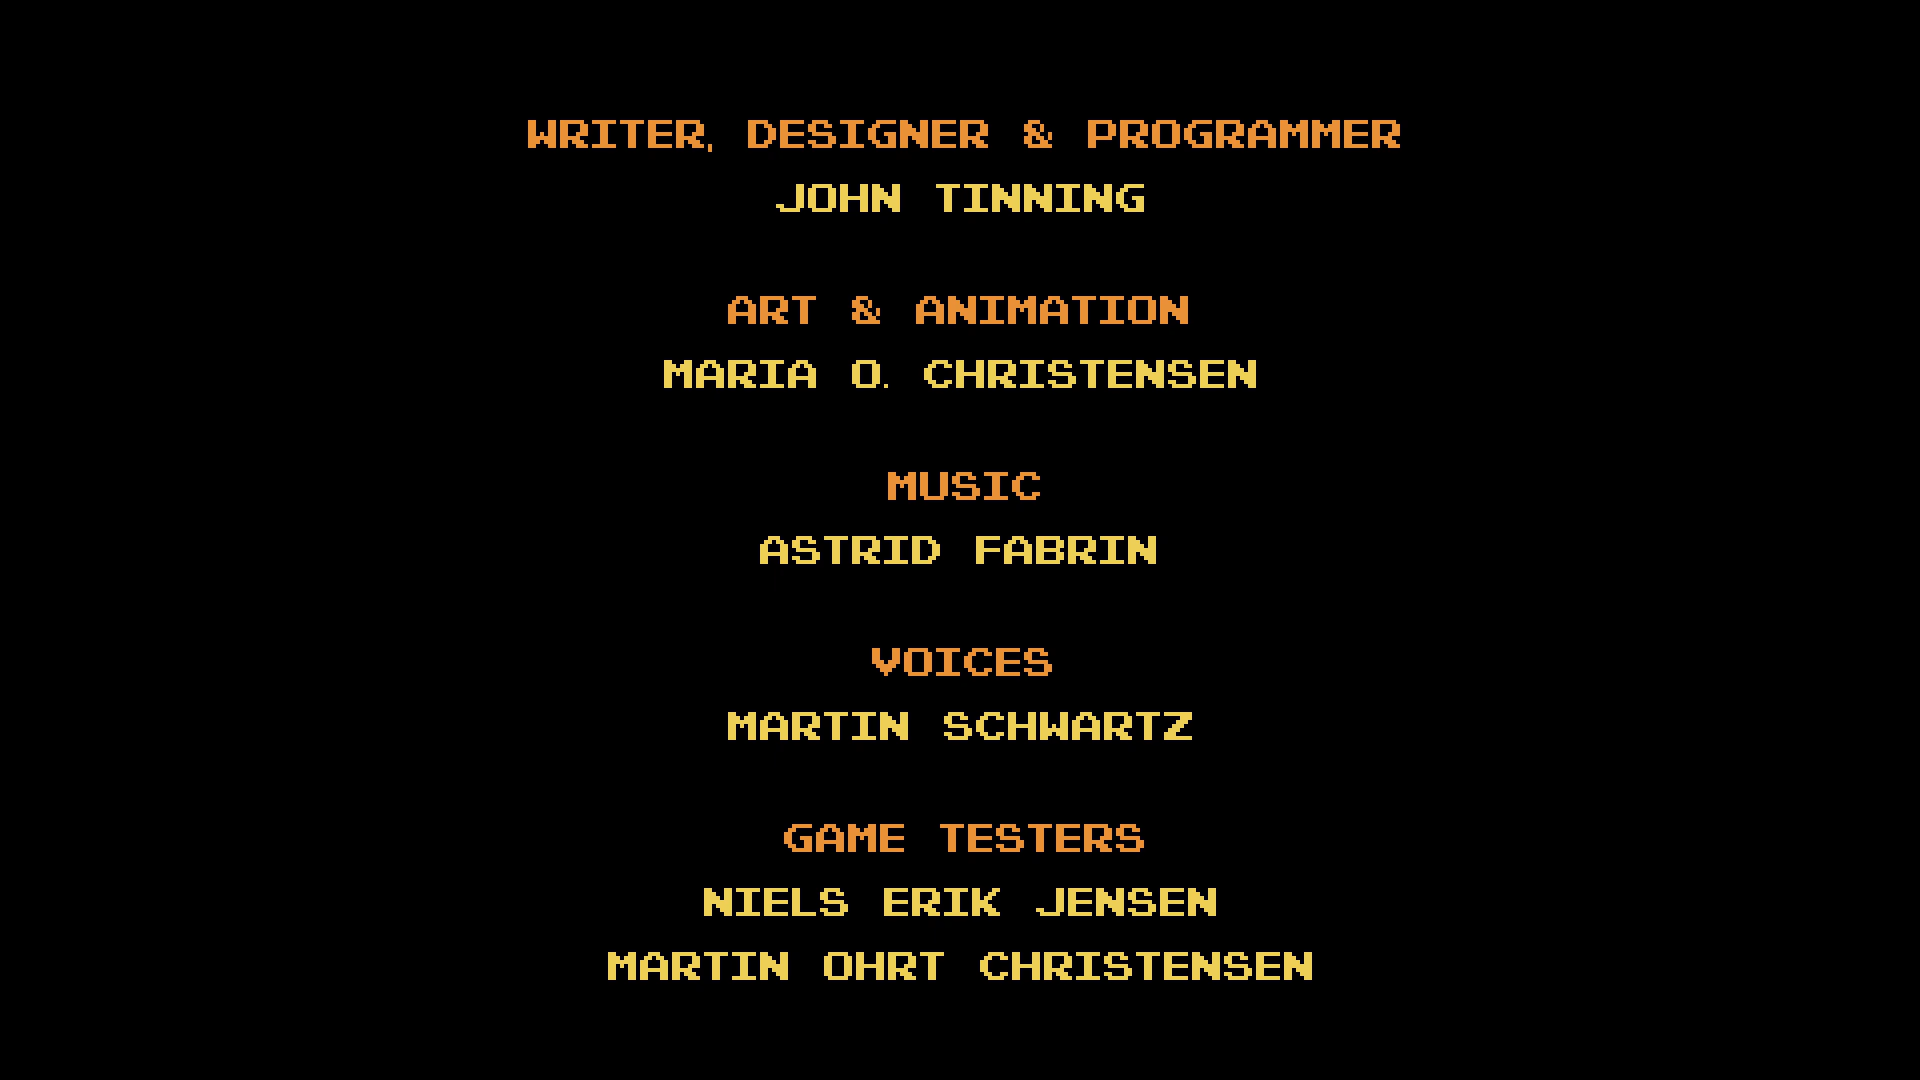 WRITER, DESIGNER & PROGRAMMER
JOHN TINNING
ART & ANIMATION
MARIA O. CHRISTENSEN
MUSIC
ASTRID FABRIN
VOICES
MARTIN SCHWARTZ
GAME TESTERS
NIELS ERIK JENSEN
MARTIN OHRT CHRISTENSEN